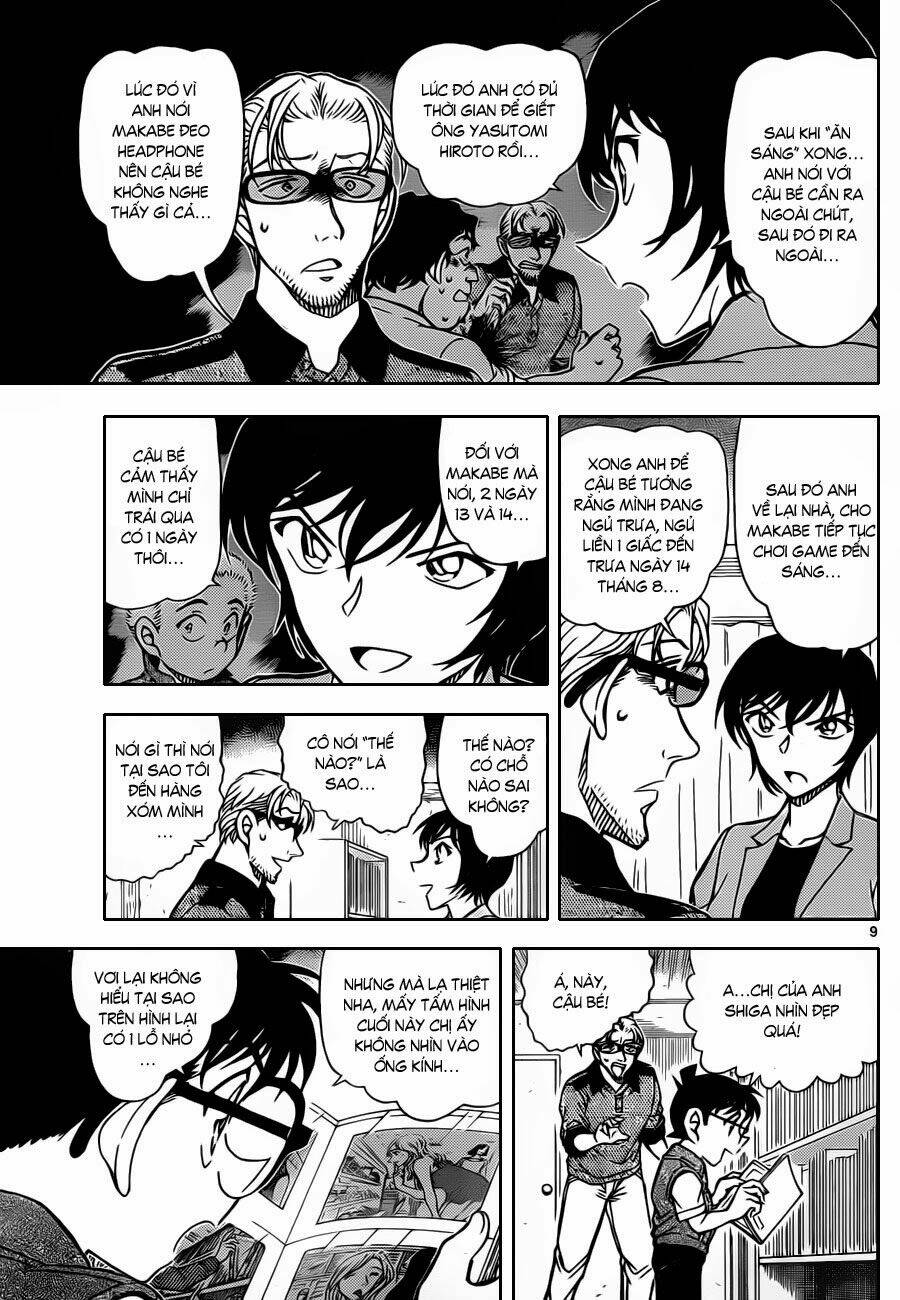 SAU KHI "ĂN
SÁNG" XONG...
ANH NÓI VỚI
CẬU BÉ CẦN RA
NGOÀI CHÚT,
SAU ĐÓ ĐI RA
NGOÀI...
LÚC ĐÓ ANH CÓ ĐỦ
THỜI GIAN ĐỂ GIẾT
ÔNG YASUTOMI
HIROTO RỒI...
LÚC ĐÓ VÌ
ANH NÓI
MAKABE ĐEO
HEADPHONE
NÊN CẬU BÉ
KHÔNG NGHE
THẤY GÌ CẢ...
SAU ĐÓ ANH
VỀ LẠI NHÀ, CHO
MAKABE TIẾP TỤC
CHƠI GAME ĐẾN
SÁNG...
XONG ANH ĐỂ
CẬU BÉ TƯỞNG
RẰNG MÌNH ĐANG
NGỦ TRƯA, NGỦ
LIỀN 1 GIẤC ĐẾN
TRƯA NGÀY 14
THÁNG 8...
ĐỐI VỚI
MAKABE MÀ
NÓI, 2 NGÀY
13 VÀ 14...
CẬU BÉ
CẢM THẤY
MÌNH CHỈ
TRẢI QUA
CÓ 1 NGÀY
THÔI...
THẾ NÀO?
CÓ CHỖ
NÀO SAI
KHÔNG?
CÔ NÓI "THẾ
NÀO?" LÀ
SAO...
NÓI GÌ THÌ NÓI
TẠI SAO TÔI
ĐẾN HÀNG
XÓM MÌNH
...
9
A...CHỊ CỦA ANH
SHIGA NHÌN ĐẸP
QUÁ!
Á, NÀY,
CẬU BÉ!
NHƯNG MÀ LẠ THIỆT
NHA, MẤY TẤM HÌNH
CUỐI NÀY CHỊ ẤY
KHÔNG NHÌN VÀO
ỐNG KÍNH...
VƠI LẠI KHÔNG
HIỂU TẠI SAO
TRÊN HÌNH LẠI
CÓ 1 LỖ NHỎ
...